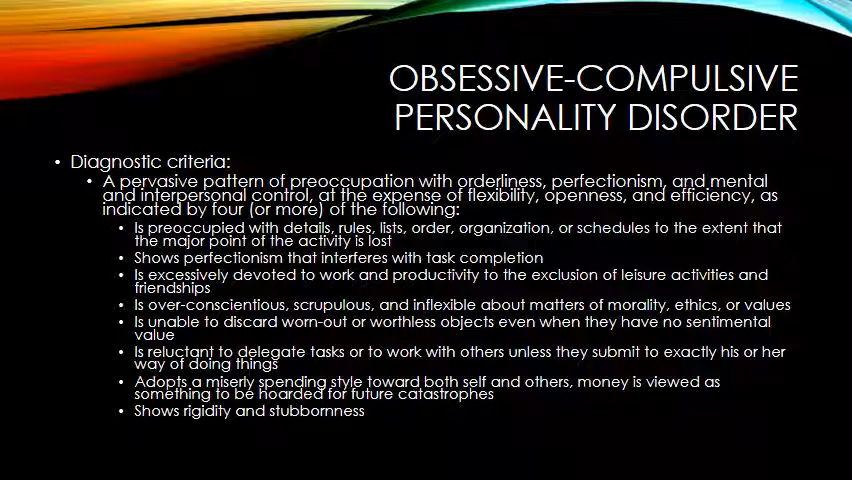 OBSESSIVE-COMPULSIVE
PERSONALITY DISORDER
• Diagnostic criteria:
• A pervasive pattern of preoccupation with orderliness, perfectionism, and mental
and interpersonal control, at the expense of flexibility, openness, and efficiency, as
indicated by four (or more) of the following:
• Is preoccupied with details, rules, lists, order, organization, or schedules to the extent that
the major point of the activity is lost
• Shows perfectionism that interferes with task completion
• Is excessively devoted to work and productivity to the exclusion of leisure activities and
friendships
• Is over-conscientious, scrupulous, and inflexible about matters of morality, ethics, or values
• Is unable to discard worn-out or worthless objects even when they have no sentimental
value
• Is reluctant to delegate tasks or to work with others unless they submit to exactly his or her
way of doing things
• Adopts a miserly spending style toward both self and others, money is viewed as
something to be hoarded for future catastrophes
• Shows rigidity and stubbornness